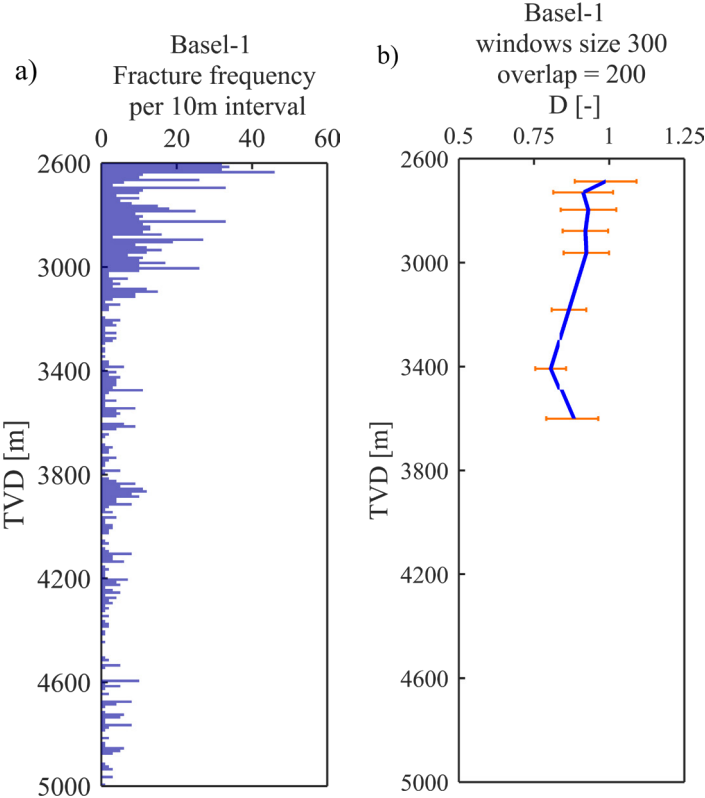 a)
Basel-1
Fracture frequency
per 10m interval
0 20 40 60
TVD [m]
2600
3000
3400
3800
4200
4600
5000
b)
Basel-1
windows size 300
overlap = 200
D [-]
0.5 0.75 1 1.25
TVD [m]
2600
3000
3400
3800
4200
4600
5000